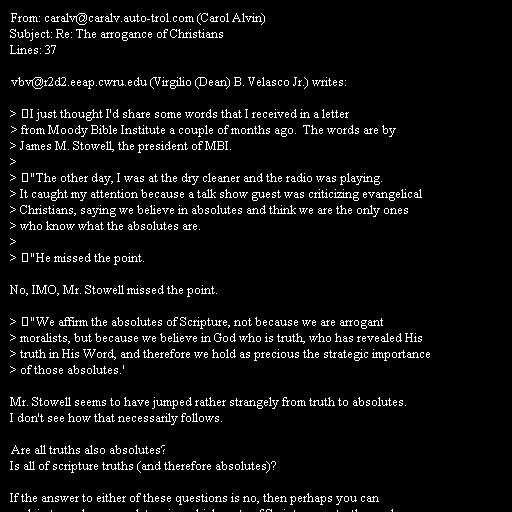 From: caralv@caralv.auto-trol.com (Carol Alvin)
Subject: Re: The arrogance of Christians
Lines: 37

vbv@r2d2.eeap.cwru.edu (Virgilio (Dean) B. Velasco Jr.) writes:

> I just thought I'd share some words that I received in a letter
> from Moody Bible Institute a couple of months ago.  The words are by
> James M. Stowell, the president of MBI.
>
> "The other day, I was at the dry cleaner and the radio was playing.
> It caught my attention because a talk show guest was criticizing evangelical
> Christians, saying we believe in absolutes and think we are the only ones
> who know what the absolutes are.
>
> "He missed the point.

No, IMO, Mr. Stowell missed the point.

> "We affirm the absolutes of Scripture, not because we are arrogant
> moralists, but because we believe in God who is truth, who has revealed His
> truth in His Word, and therefore we hold as precious the strategic importance
> of those absolutes.'

Mr. Stowell seems to have jumped rather strangely from truth to absolutes.
I don't see how that necessarily follows.

Are all truths also absolutes?
Is all of scripture truths (and therefore absolutes)?

If the answer to either of these questions is no, then perhaps you can